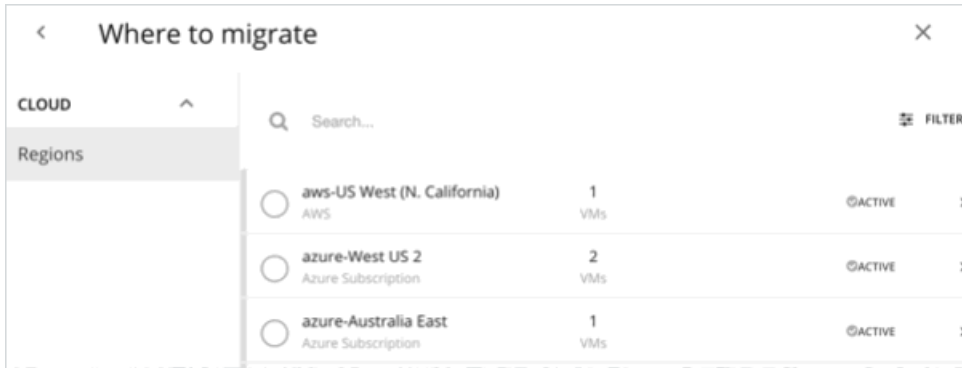 Where to migrate
CLOUD
Regions
Search...
FILTER
aws-US West (N. California) 1 ACTIVE
AWS VMs
azure-West US 2 2 ACTIVE
Azure Subscription VMs
azure-Australia East 1 ACTIVE
Azure Subscription VMs